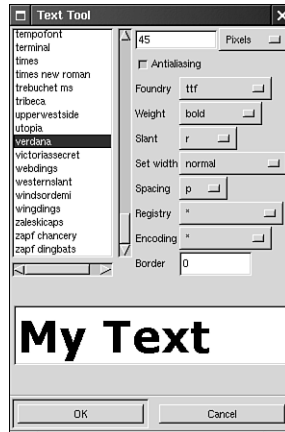 Text Tool
tempofont
terminal
times
times new roman
trebuchet ms
tribeca
upperwestside
utopia
verdana
victoriassecret
webdings
westernslant
windsordemi
wingdings
zaleskicaps
zapf chancery
zapf dingbats
45 Pixels
Antialiasing
Foundry ttf
Weight bold
Slant r
Set width normal
Spacing p
Registry *
Encoding *
Border 0
My Text
OK Cancel